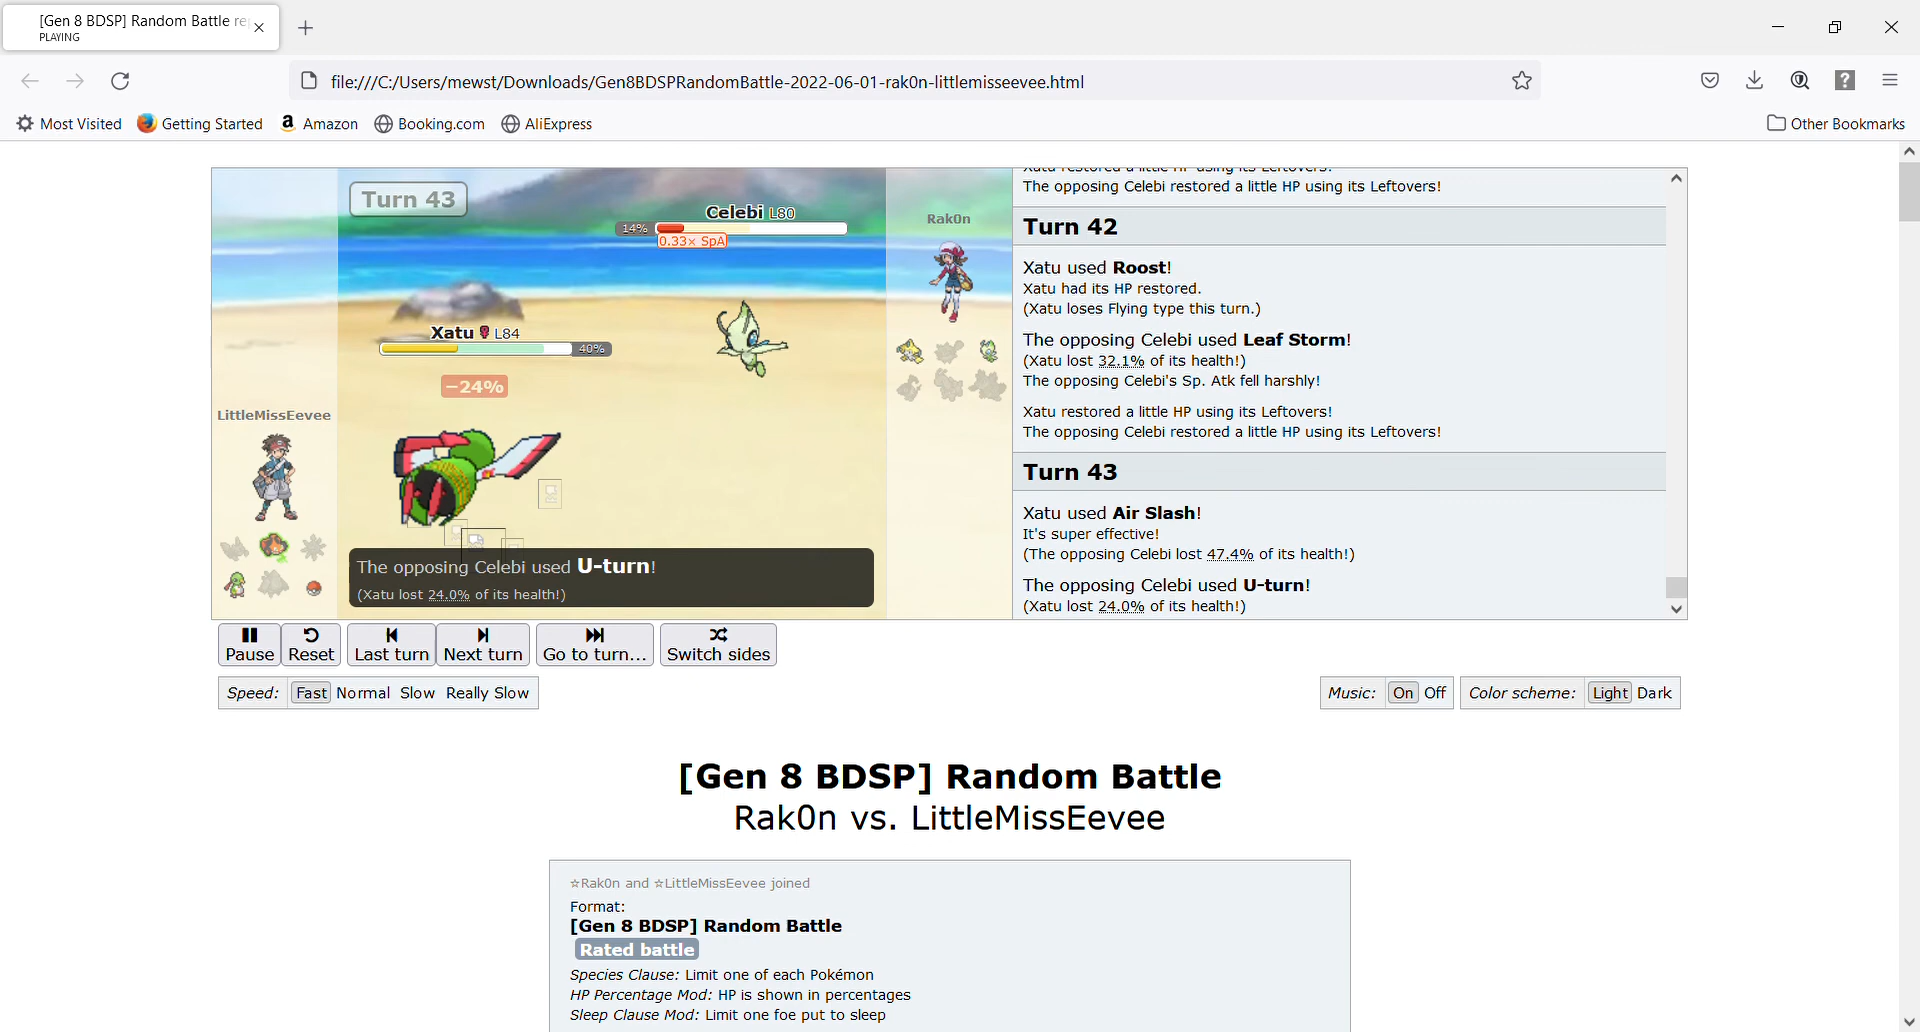 [Gen 8 BDSP] Random Battle re
PLAYING
file:///C:/Users/mewst/Downloads/Gen8BDSPRandomBattle-2022-06-01-rak0n-littlemisseevee.html
Most Visited
Getting Started
Amazon
Booking.com
AliExpress
Other Bookmarks
Turn 43
Celebi L80
14%
0.33× SpA
Xatu L84
40%
−24%
Rak0n
LittleMissEevee
The opposing Celebi used U-turn!
(Xatu lost 24.0% of its health!)
Xatu restored a little HP using its Leftovers!
The opposing Celebi restored a little HP using its Leftovers!
Turn 42
Xatu used Roost!
Xatu had its HP restored.
(Xatu loses Flying type this turn.)
The opposing Celebi used Leaf Storm!
(Xatu lost 32.1% of its health!)
The opposing Celebi's Sp. Atk fell harshly!
Xatu restored a little HP using its Leftovers!
The opposing Celebi restored a little HP using its Leftovers!
Turn 43
Xatu used Air Slash!
It's super effective!
(The opposing Celebi lost 47.4% of its health!)
The opposing Celebi used U-turn!
(Xatu lost 24.0% of its health!)
Pause
Reset
Last turn
Next turn
Go to turn...
Switch sides
Speed: Fast Normal Slow Really Slow
Music: On Off
Color scheme: Light Dark
[Gen 8 BDSP] Random Battle
Rak0n vs. LittleMissEevee
☆Rak0n and ☆LittleMissEevee joined
Format:
[Gen 8 BDSP] Random Battle
Rated battle
Species Clause: Limit one of each Pokémon
HP Percentage Mod: HP is shown in percentages
Sleep Clause Mod: Limit one foe put to sleep